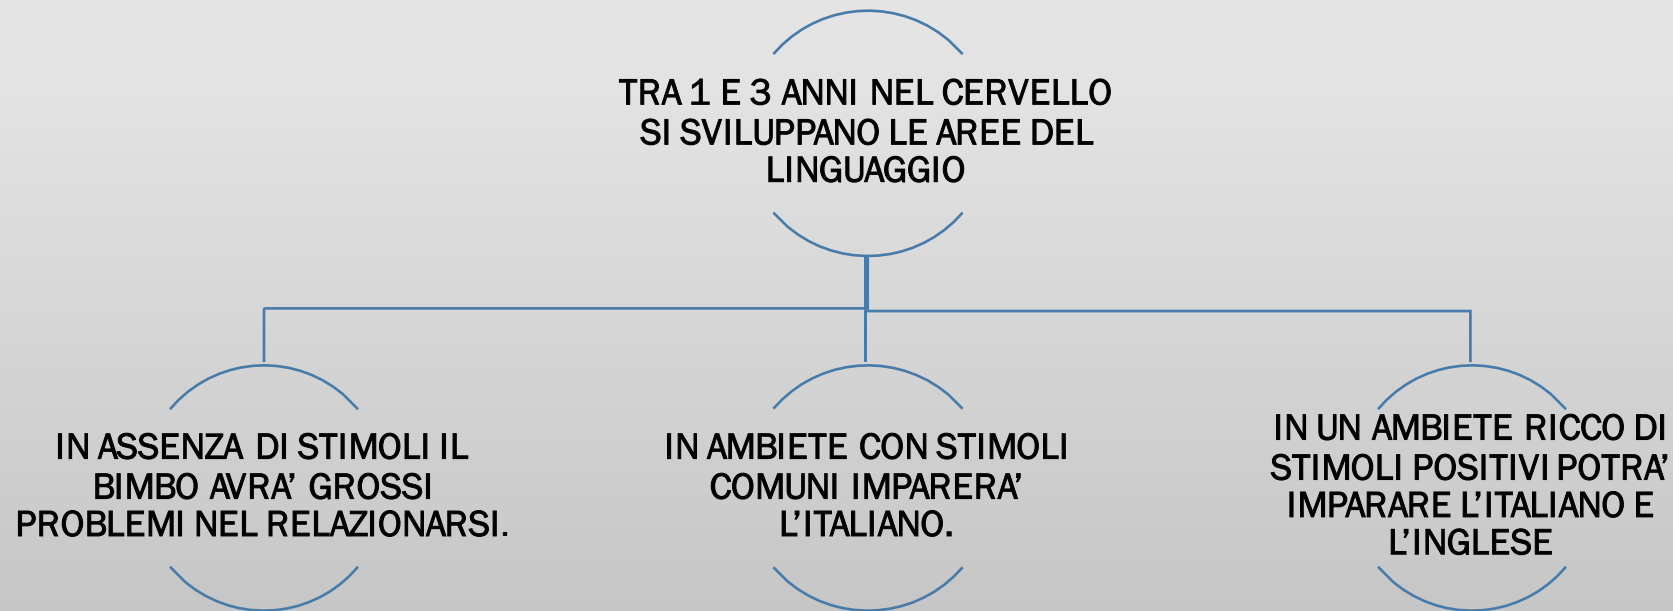 TRA 1 E 3 ANNI NEL CERVELLO
SI SVILUPPANO LE AREE DEL
LINGUAGGIO
IN ASSENZA DI STIMOLI IL
BIMBO AVRA’ GROSSI
PROBLEMI NEL RELAZIONARSI.
IN AMBIETE CON STIMOLI
COMUNI IMPARERA’
L’ITALIANO.
IN UN AMBIETE RICCO DI
STIMOLI POSITIVI POTRA’
IMPARARE L’ITALIANO E
L’INGLESE